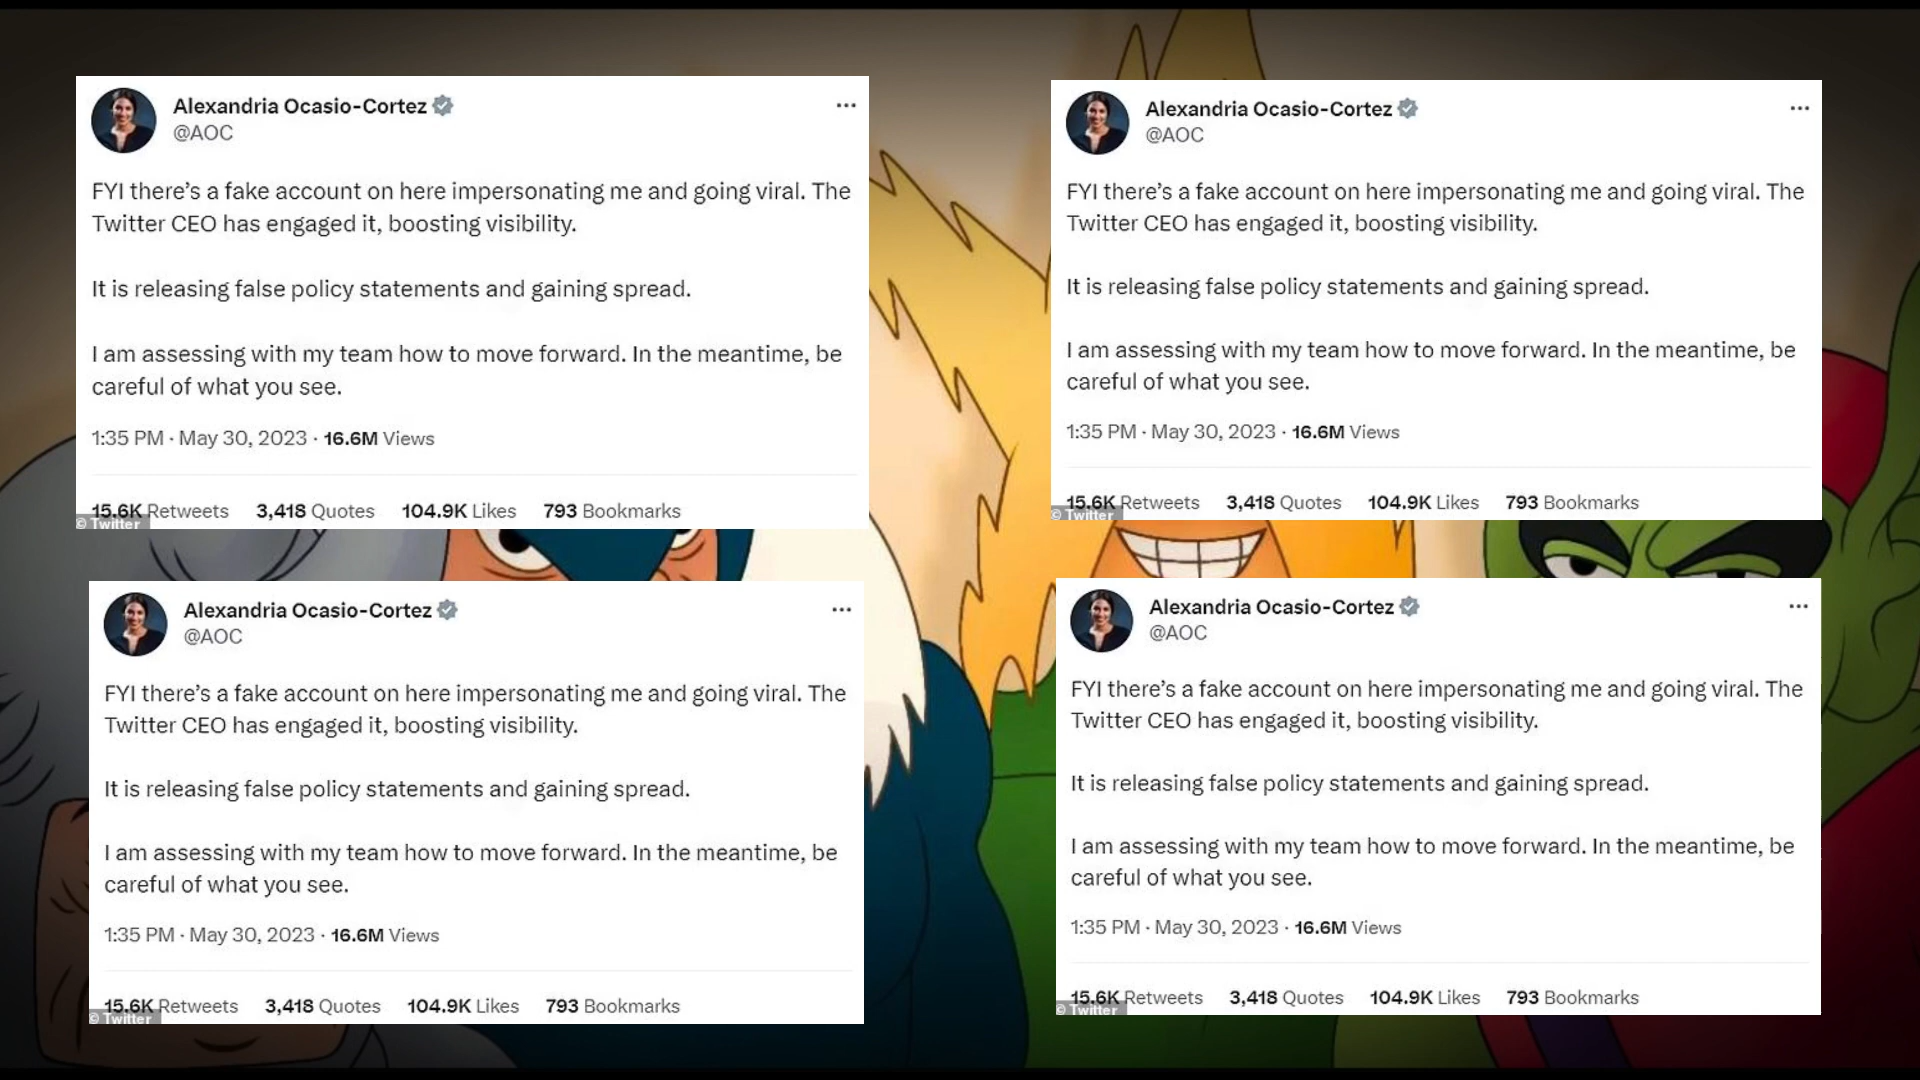 Alexandria Ocasio-Cortez
@AOC
FYI there's a fake account on here impersonating me and going viral. The
Twitter CEO has engaged it, boosting visibility.
It is releasing false policy statements and gaining spread.
I am assessing with my team how to move forward. In the meantime, be
careful of what you see.
1:35 PM · May 30, 2023 · 16.6M Views
15.6K Retweets 3,418 Quotes 104.9K Likes 793 Bookmarks
© Twitter
Alexandria Ocasio-Cortez
@AOC
FYI there's a fake account on here impersonating me and going viral. The
Twitter CEO has engaged it, boosting visibility.
It is releasing false policy statements and gaining spread.
I am assessing with my team how to move forward. In the meantime, be
careful of what you see.
1:35 PM · May 30, 2023 · 16.6M Views
15.6K Retweets 3,418 Quotes 104.9K Likes 793 Bookmarks
© Twitter
Alexandria Ocasio-Cortez
@AOC
FYI there's a fake account on here impersonating me and going viral. The
Twitter CEO has engaged it, boosting visibility.
It is releasing false policy statements and gaining spread.
I am assessing with my team how to move forward. In the meantime, be
careful of what you see.
1:35 PM · May 30, 2023 · 16.6M Views
15.6K Retweets 3,418 Quotes 104.9K Likes 793 Bookmarks
© Twitter
Alexandria Ocasio-Cortez
@AOC
FYI there's a fake account on here impersonating me and going viral. The
Twitter CEO has engaged it, boosting visibility.
It is releasing false policy statements and gaining spread.
I am assessing with my team how to move forward. In the meantime, be
careful of what you see.
1:35 PM · May 30, 2023 · 16.6M Views
15.6K Retweets 3,418 Quotes 104.9K Likes 793 Bookmarks
© Twitter